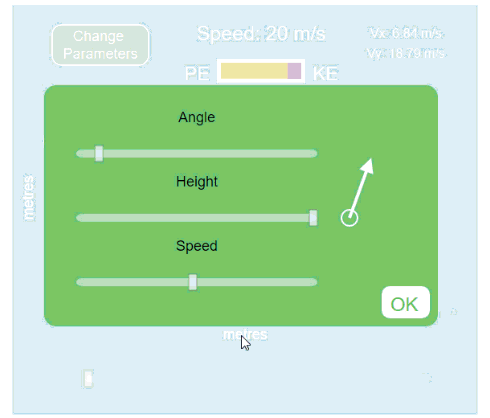 Change
Parameters
Speed: 20 m/s
Vx: 6.84 m/s
Vy: 18.79 m/s
PE
KE
Angle
Height
Speed
metres
OK
metres